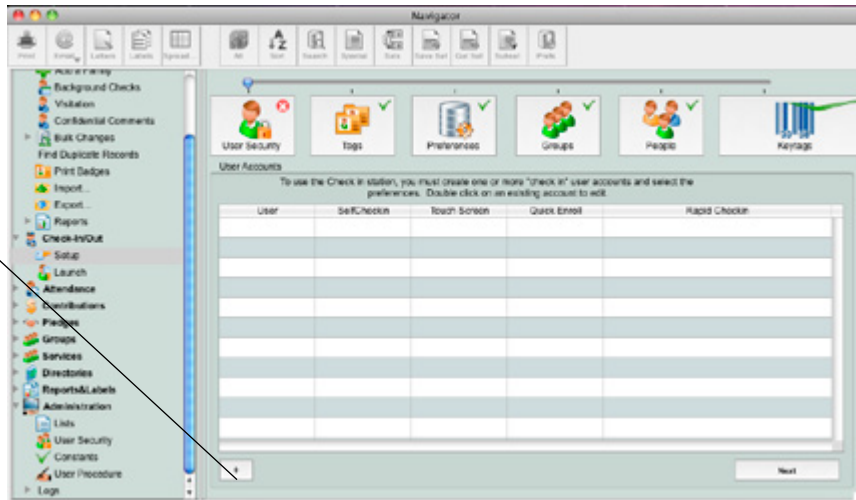 Navigator
Print Email Letters Labels Spread...
All Sort Search Special Sets Save Set Get Set Subset Prefs
Add a Family
Background Checks
Visitation
Confidential Comments
Bulk Changes
Find Duplicate Records
Print Badges
Import...
Export...
Reports
Check-In/Out
Setup
Launch
Attendance
Contributions
Pledges
Groups
Services
Directories
Reports&Labels
Administration
Lists
User Security
Constants
User Procedure
Logs
User Security Tags Preferences Groups People Keytags
User Accounts
To use the Check in station, you must create one or more "check in" user accounts and select the
preferences. Double click on an existing account to edit.
User SelfCheckin Touch Screen Quick Enroll Rapid Checkin
+ Next